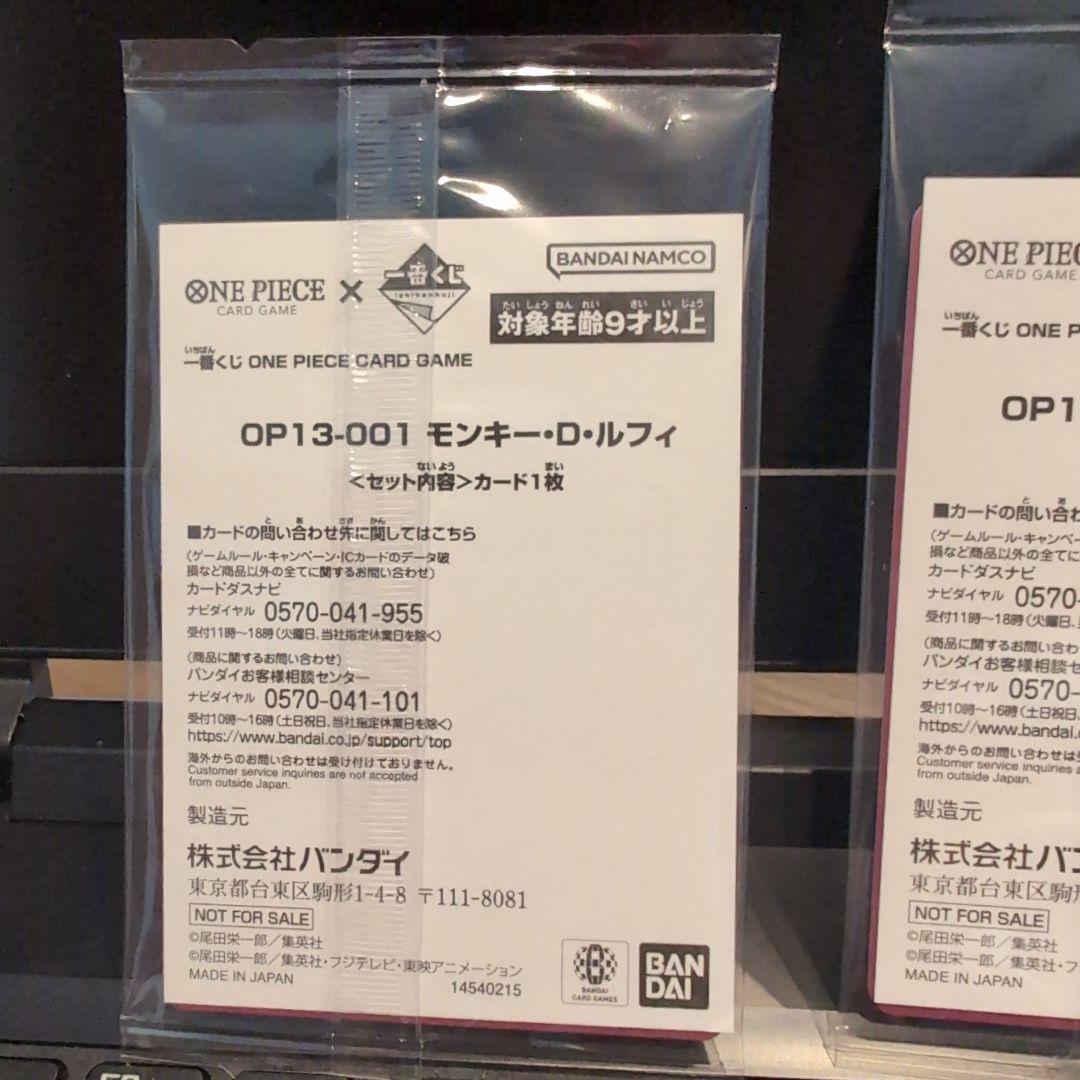 ONE PIECE
CARD GAME
×
一番くじ
ichibankuji
BANDAI NAMCO
たいしょうねんれい さいいじょう
対象年齢9才以上
いちばん
一番くじ ONE PIECE CARD GAME
OP13-001 モンキー・D・ルフィ
ないよう まい
<セット内容>カード1枚
と あ さき かん
■カードの問い合わせ先に関してはこちら
(ゲームルール・キャンペーン・ICカードのデータ破
損など商品以外の全てに関するお問い合わせ)
カードダスナビ
ナビダイヤル 0570-041-955
受付11時～18時(火曜日、当社指定休業日を除く)
(商品に関するお問い合わせ)
バンダイお客様相談センター
ナビダイヤル 0570-041-101
受付10時～16時(土日祝日、当社指定休業日を除く)
https://www.bandai.co.jp/support/top
海外からのお問い合わせは受け付けておりません。
Customer service inquiries are not accepted
from outside Japan.
製造元
株式会社バンダイ
東京都台東区駒形1-4-8 〒111-8081
NOT FOR SALE
©尾田栄一郎／集英社
©尾田栄一郎／集英社・フジテレビ・東映アニメーション
MADE IN JAPAN
14540215
BANDAI
CARD GAMES
BAN
DAI
ONE PIEC
CARD GAME
いちばん
一番くじ ONE P
OP1
と あ
■カードの問い合わ
(ゲームルール・キャンペー
損など商品以外の全てに
カードダスナビ
ナビダイヤル 0570-
受付11時～18時(火曜日、
(商品に関するお問い合わ
バンダイお客様相談セ
ナビダイヤル 0570-
受付10時～16時(土日祝日、
https://www.bandai.c
海外からのお問い合わせは
Customer service inquiries a
from outside Japan.
製造元
株式会社バン
東京都台東区駒形
NOT FOR SALE
©尾田栄一郎／集英社
©尾田栄一郎／集英社・フ
MADE IN JAPAN